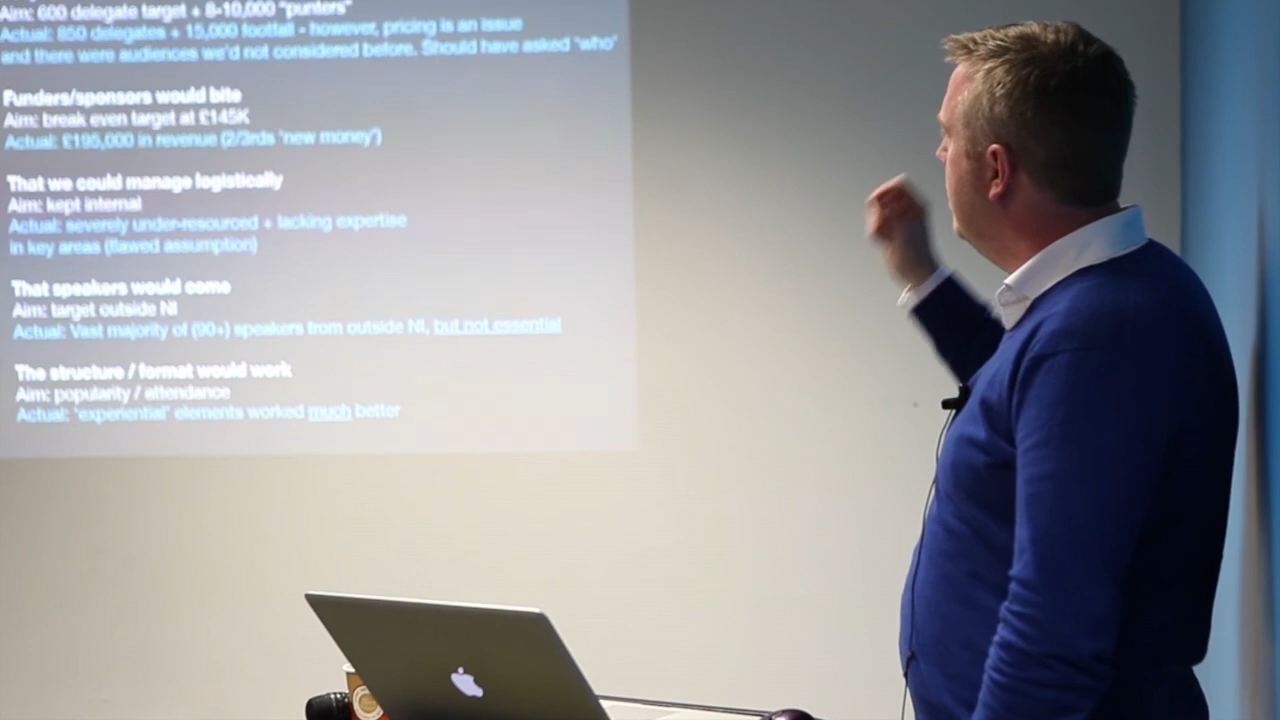 Aim: 600 delegate target + 8-10,000 "punters"
Actual: 850 delegates + 15,000 footfall - however, pricing is an issue
and there were audiences we'd not considered before. Should have asked 'who'
Funders/sponsors would bite
Aim: break even target at £145K
Actual: £195,000 in revenue (2/3rds 'new money')
That we could manage logistically
Aim: kept internal
Actual: severely under-resourced + lacking expertise
in key areas (flawed assumption)
That speakers would come
Aim: target outside NI
Actual: Vast majority of (90+) speakers from outside NI, but not essential
The structure / format would work
Aim: popularity / attendance
Actual: 'experiential' elements worked much better